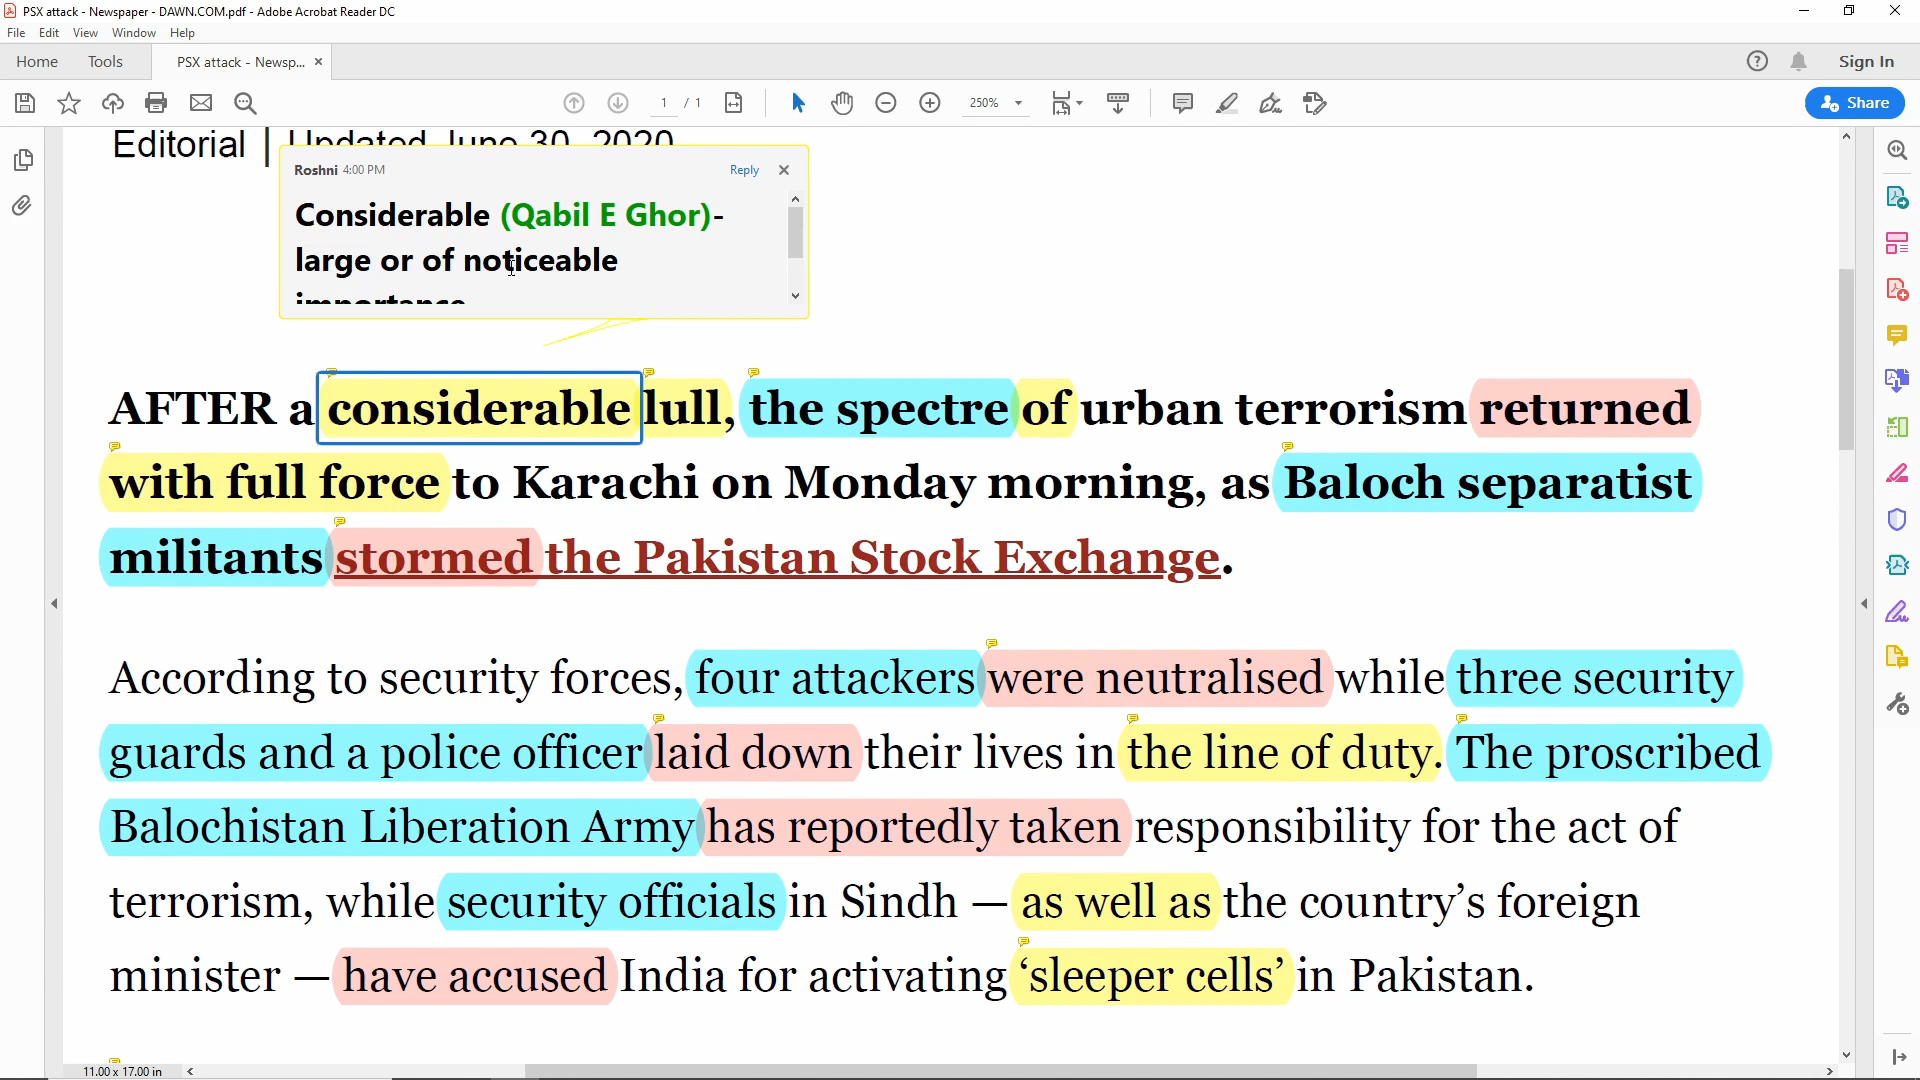 PSX attack - Newspaper - DAWN.COM.pdf - Adobe Acrobat Reader DC
File Edit View Window Help
Home Tools PSX attack - Newsp... Sign In
1 / 1 250% Share
Editorial | Updated June 30, 2020
Roshni 4:00 PM Reply
Considerable (Qabil E Ghor)-
large or of noticeable
importance
AFTER a considerable lull, the spectre of urban terrorism returned
with full force to Karachi on Monday morning, as Baloch separatist
militants stormed the Pakistan Stock Exchange.
According to security forces, four attackers were neutralised while three security
guards and a police officer laid down their lives in the line of duty. The proscribed
Balochistan Liberation Army has reportedly taken responsibility for the act of
terrorism, while security officials in Sindh — as well as the country’s foreign
minister — have accused India for activating ‘sleeper cells’ in Pakistan.
11.00 x 17.00 in